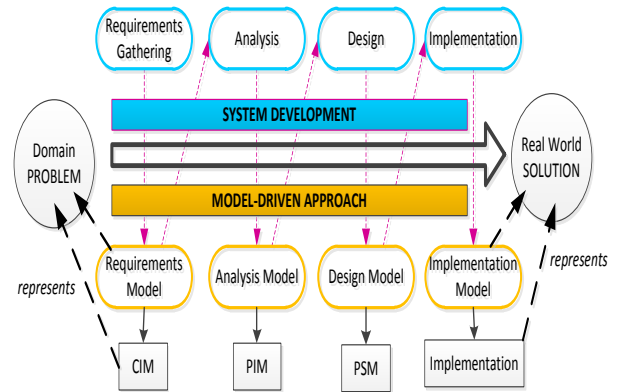 Requirements
Gathering
Analysis
Design
Implementation
SYSTEM DEVELOPMENT
Domain
PROBLEM
Real World
SOLUTION
MODEL-DRIVEN APPROACH
Requirements
Model
Analysis Model
Design Model
Implementation
Model
represents
represents
CIM
PIM
PSM
Implementation